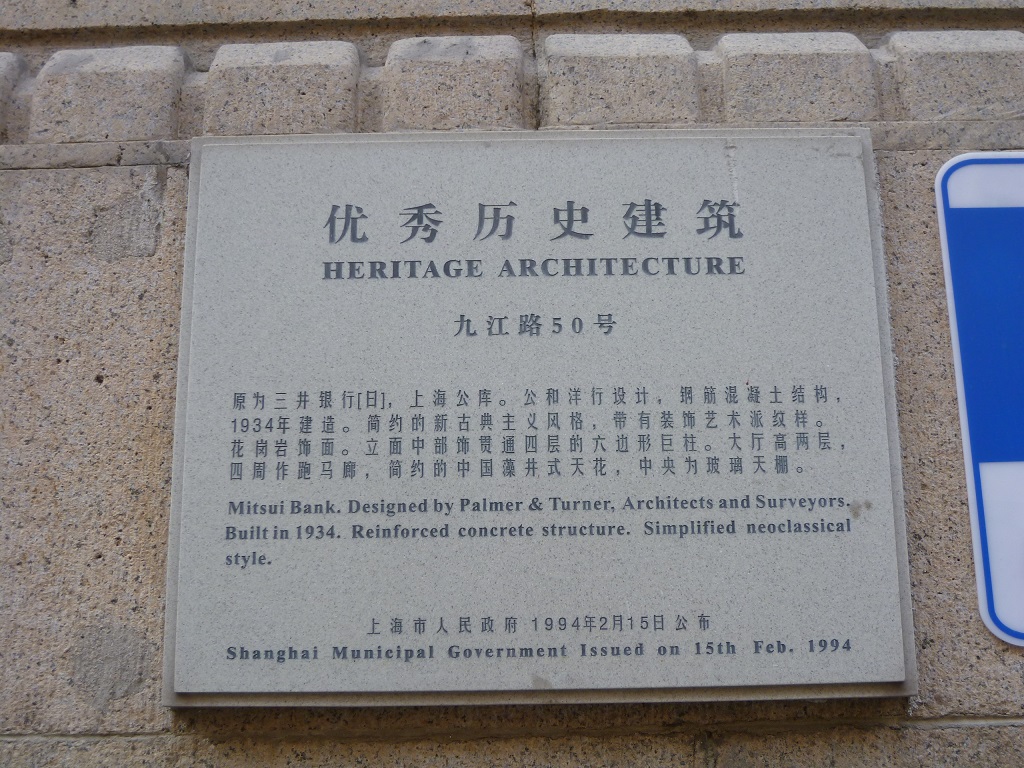 优秀历史建筑
HERITAGE ARCHITECTURE
九江路50号
原为三井银行[日]，上海公库。公和洋行设计，钢筋混凝土结构，
1934年建造。简约的新古典主义风格，带有装饰艺术派纹样。
花岗岩饰面。立面中部饰贯通四层的六边形巨柱。大厅高两层，
四周作跑马廊，简约的中国藻井式天花，中央为玻璃天棚。
Mitsui Bank. Designed by Palmer & Turner, Architects and Surveyors.
Built in 1934. Reinforced concrete structure. Simplified neoclassical
style.
上海市人民政府 1994年2月15日公布
Shanghai Municipal Government Issued on 15th Feb. 1994